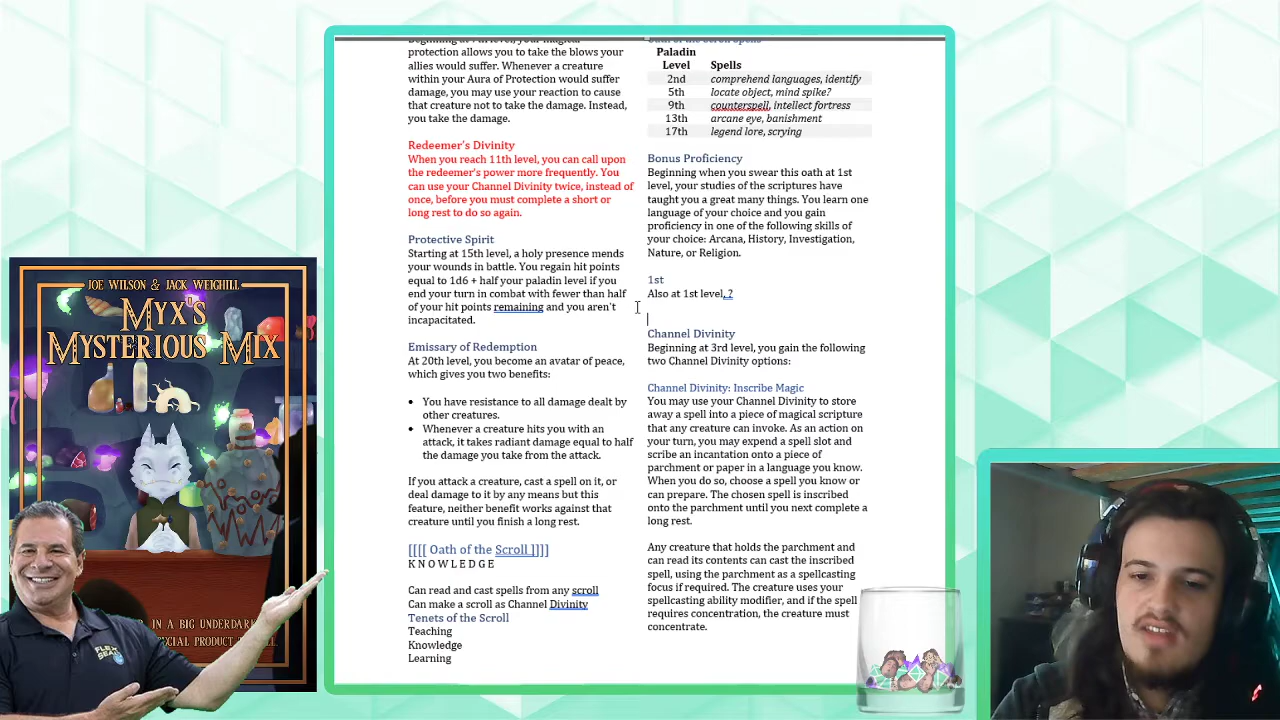 JOE WILSON & JACK WEIGHILL
MYX'S
MYSTERIOUS MIX
IN A BIG UNDERDARK
protection allows you to take the blows your
allies would suffer. Whenever a creature
within your Aura of Protection would suffer
damage, you may use your reaction to cause
that creature not to take the damage. Instead,
you take the damage.
Redeemer's Divinity
When you reach 11th level, you can call upon
the redeemer's power more frequently. You
can use your Channel Divinity twice, instead of
once, before you must complete a short or
long rest to do so again.
Protective Spirit
Starting at 15th level, a holy presence mends
your wounds in battle. You regain hit points
equal to 1d6 + half your paladin level if you
end your turn in combat with fewer than half
of your hit points remaining and you aren't
incapacitated.
Emissary of Redemption
At 20th level, you become an avatar of peace,
which gives you two benefits:
• You have resistance to all damage dealt by
other creatures.
• Whenever a creature hits you with an
attack, it takes radiant damage equal to half
the damage you take from the attack.
If you attack a creature, cast a spell on it, or
deal damage to it by any means but this
feature, neither benefit works against that
creature until you finish a long rest.
[[[[ Oath of the Scroll ]]]]
K N O W L E D G E
Can read and cast spells from any scroll
Can make a scroll as Channel Divinity
Tenets of the Scroll
Teaching
Knowledge
Learning
Paladin
Level Spells
2nd comprehend languages, identify
5th locate object, mind spike?
9th counterspell, intellect fortress
13th arcane eye, banishment
17th legend lore, scrying
Bonus Proficiency
Beginning when you swear this oath at 1st
level, your studies of the scriptures have
taught you a great many things. You learn one
language of your choice and you gain
proficiency in one of the following skills of
your choice: Arcana, History, Investigation,
Nature, or Religion.
1st
Also at 1st level, ?
Channel Divinity
Beginning at 3rd level, you gain the following
two Channel Divinity options:
Channel Divinity: Inscribe Magic
You may use your Channel Divinity to store
away a spell into a piece of magical scripture
that any creature can invoke. As an action on
your turn, you may expend a spell slot and
scribe an incantation onto a piece of
parchment or paper in a language you know.
When you do so, choose a spell you know or
can prepare. The chosen spell is inscribed
onto the parchment until you next complete a
long rest.
Any creature that holds the parchment and
can read its contents can cast the inscribed
spell, using the parchment as a spellcasting
focus if required. The creature uses your
spellcasting ability modifier, and if the spell
requires concentration, the creature must
concentrate.